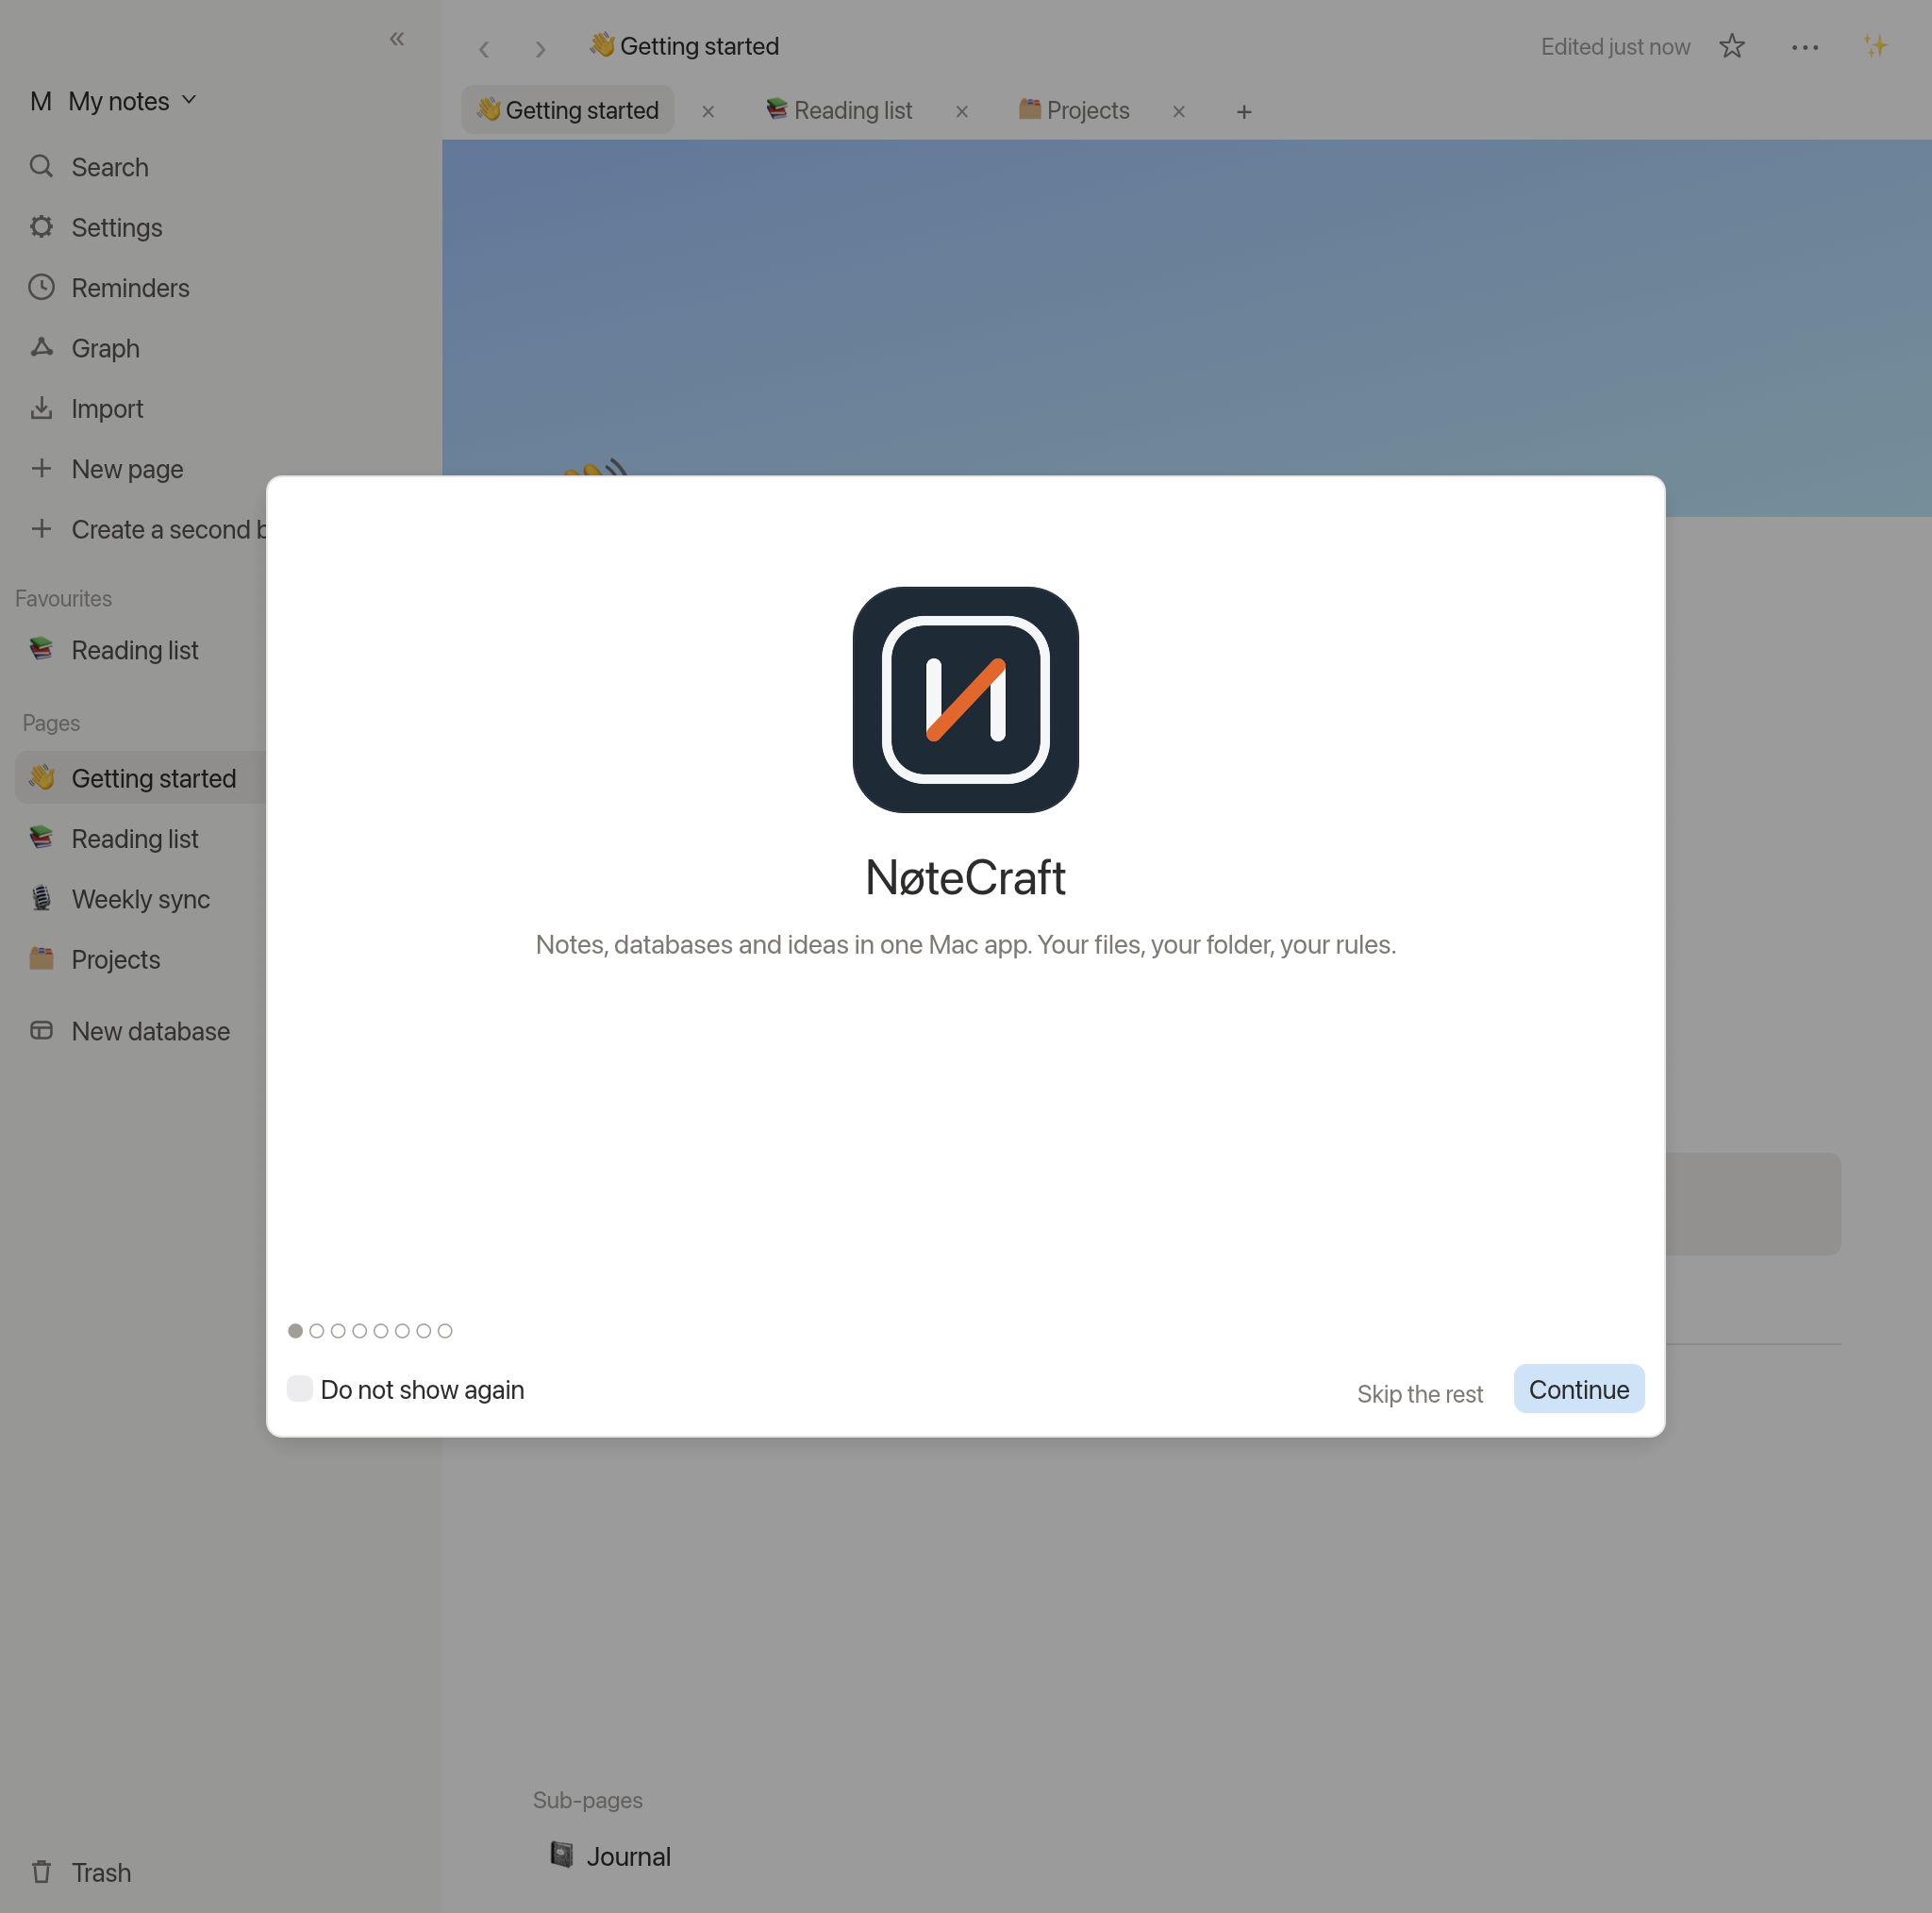 «
M My notes
Search
Settings
Reminders
Graph
Import
New page
Create a second b
Favourites
📚 Reading list
Pages
👋 Getting started
📚 Reading list
🎙️ Weekly sync
🗂️ Projects
New database
Trash
‹ › 👋 Getting started
Edited just now
👋 Getting started × 📚 Reading list × 🗂️ Projects × +
NøteCraft
Notes, databases and ideas in one Mac app. Your files, your folder, your rules.
Do not show again
Skip the rest
Continue
Sub-pages
📓 Journal